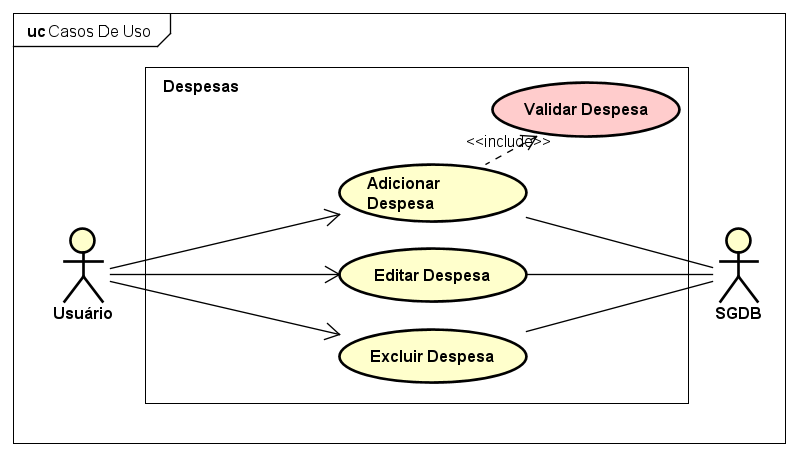 uc Casos De Uso
Despesas
Validar Despesa
<<include>>
Adicionar
Despesa
Editar Despesa
Usuário
SGDB
Excluir Despesa